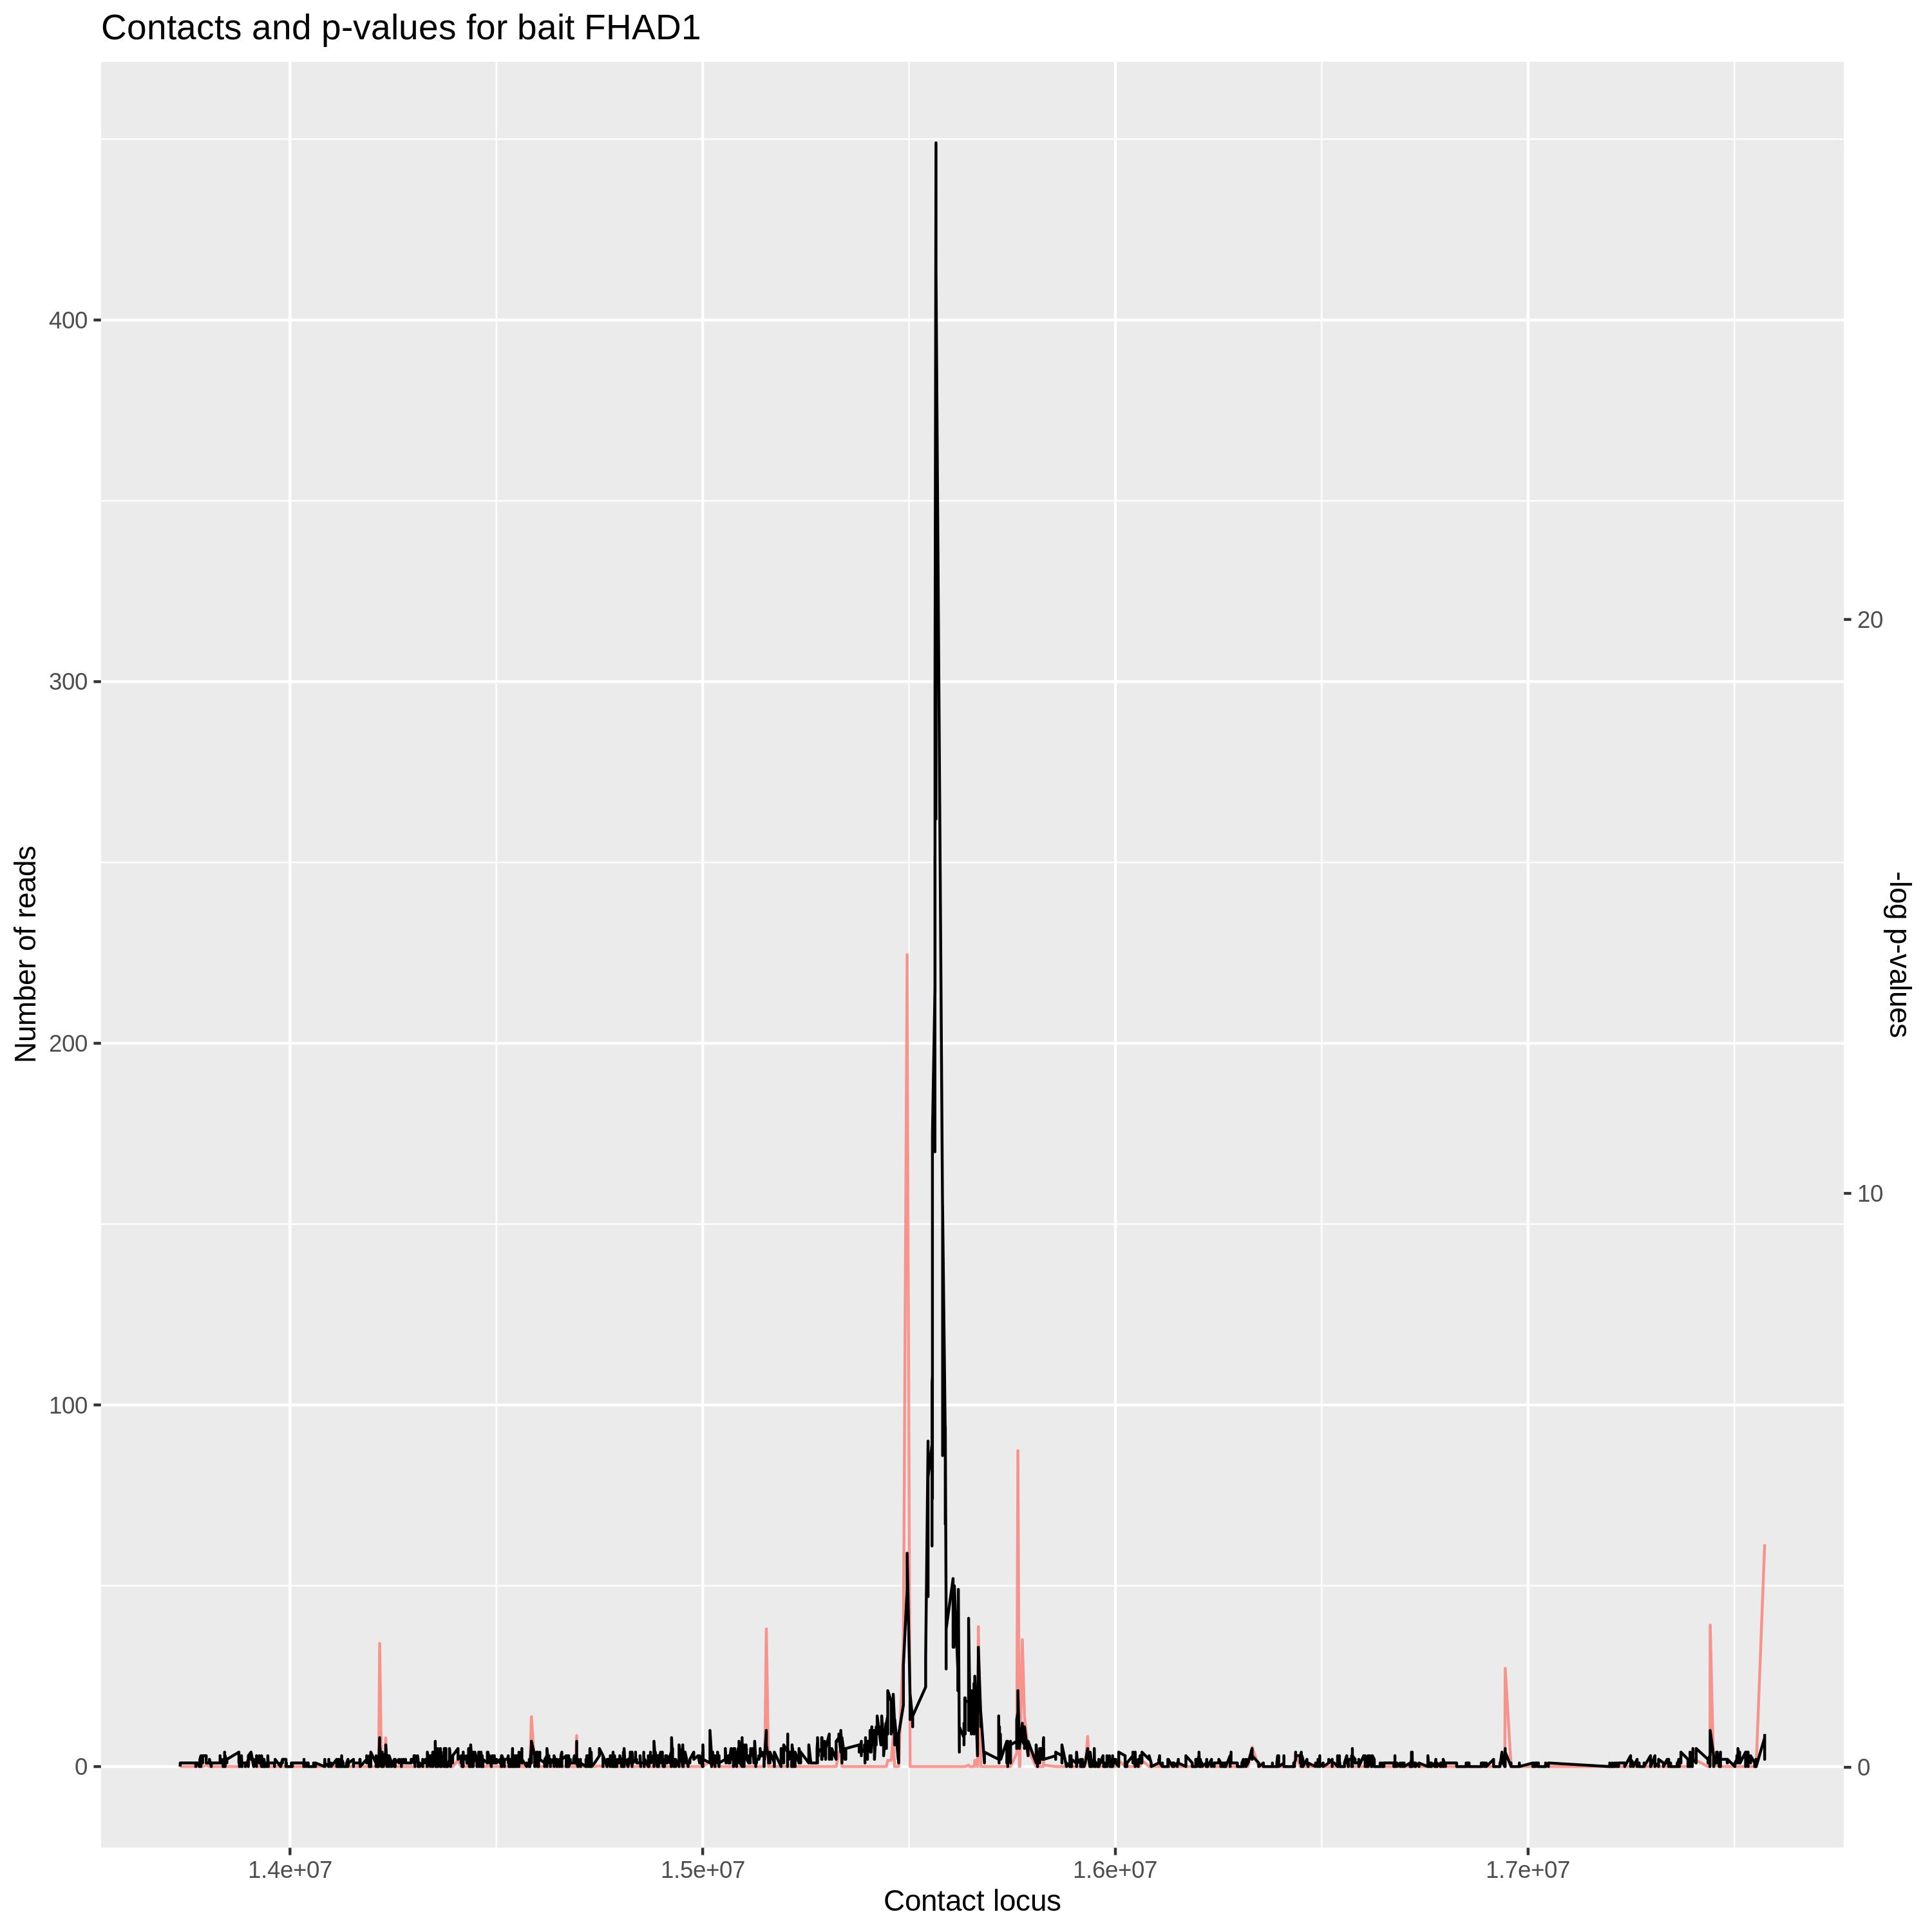 Contacts and p-values for bait FHAD1
400
300
200
100
0
Number of reads
20
10
0
-log p-values
1.4e+07
1.5e+07
1.6e+07
1.7e+07
Contact locus